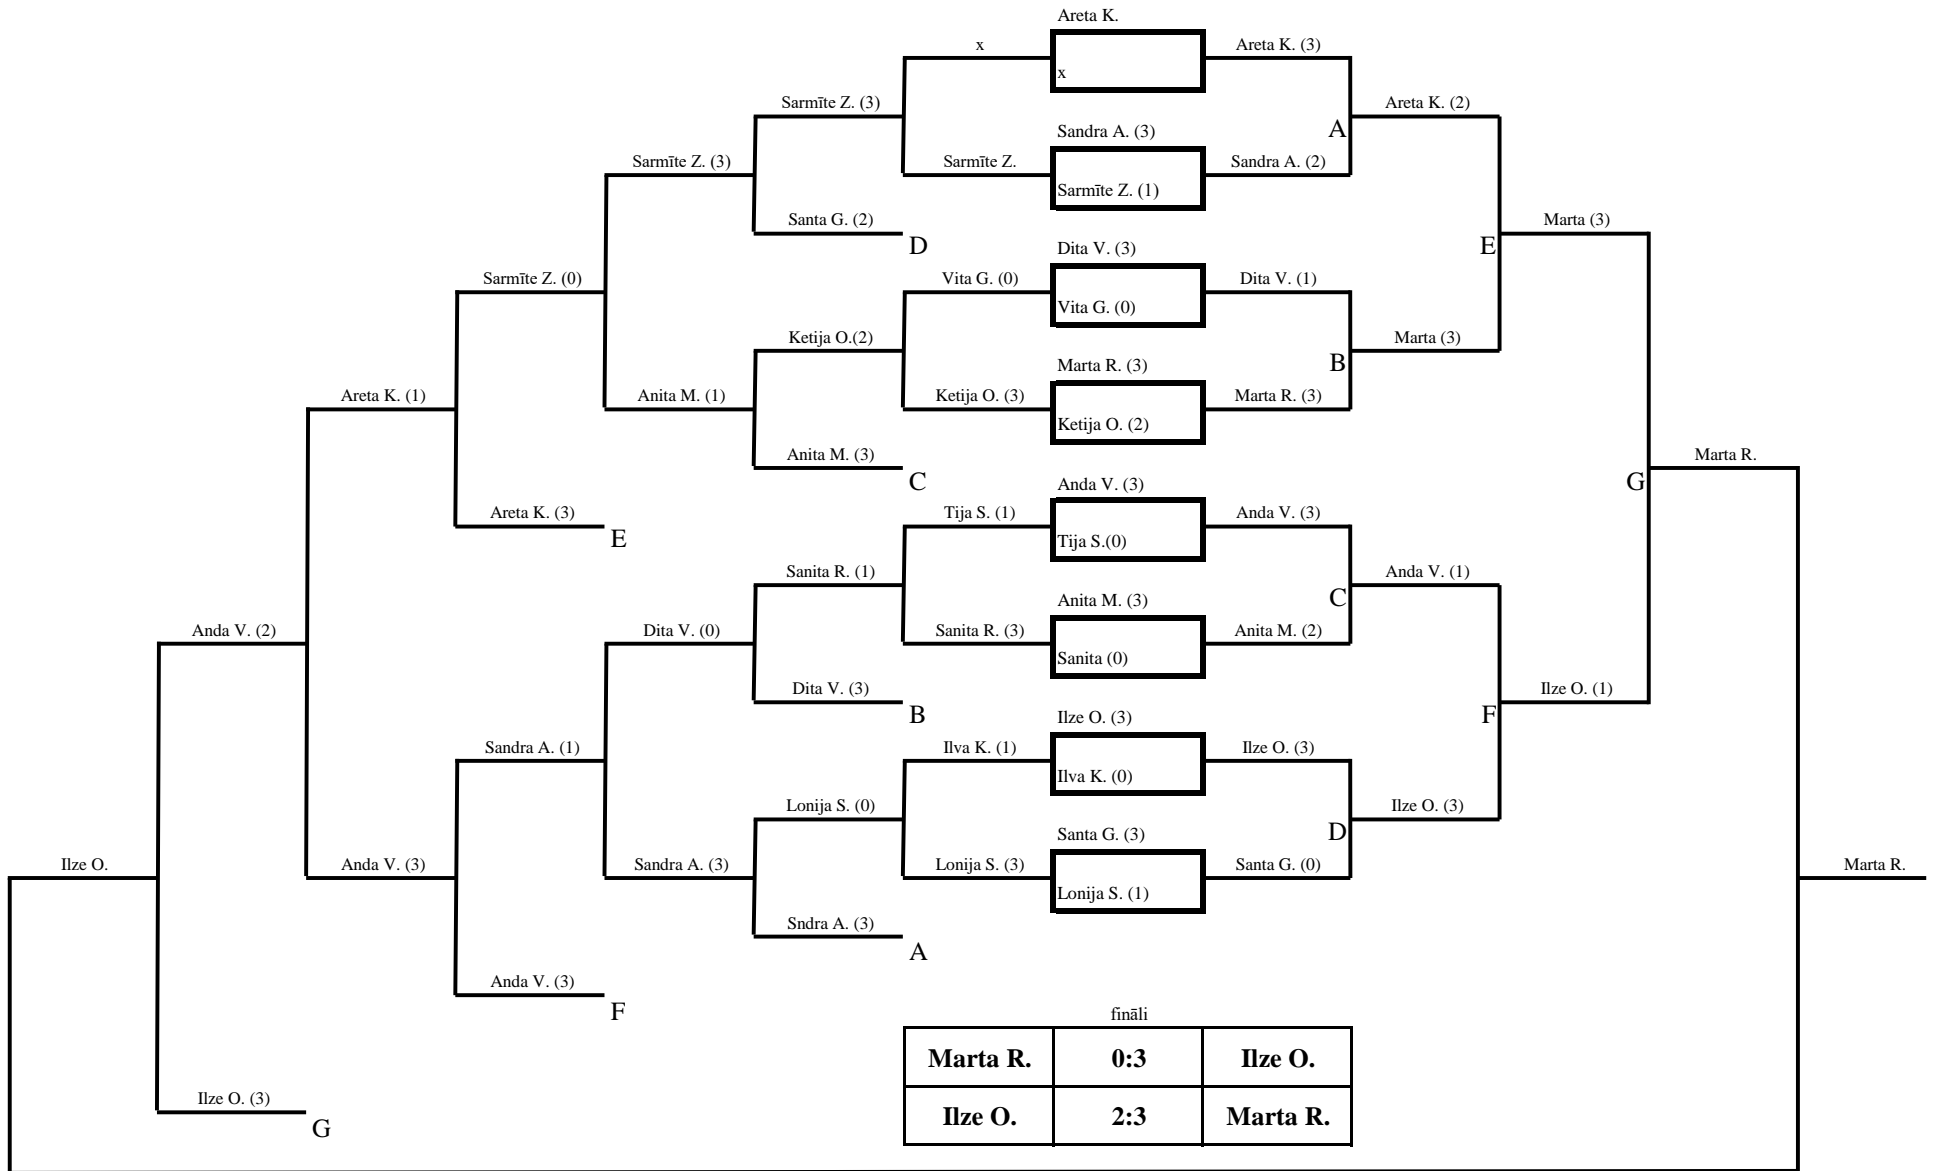 Areta K.
x
Areta K. (3)
x
Sarmīte Z. (3)
Areta K. (2)
Sandra A. (3)
A
Sarmīte Z. (3)
Sarmīte Z.
Sandra A. (2)
Sarmīte Z. (1)
Santa G. (2)
Marta (3)
D
Dita V. (3)
E
Sarmīte Z. (0)
Vita G. (0)
Dita V. (1)
Vita G. (0)
Ketija O.(2)
Marta (3)
Marta R. (3)
B
Areta K. (1)
Anita M. (1)
Ketija O. (3)
Marta R. (3)
Ketija O. (2)
Anita M. (3)
Marta R.
C
Anda V. (3)
G
Areta K. (3)
Tija S. (1)
Anda V. (3)
E
Tija S.(0)
Sanita R. (1)
Anda V. (1)
Anita M. (3)
C
Anda V. (2)
Dita V. (0)
Sanita R. (3)
Anita M. (2)
Sanita (0)
Dita V. (3)
Ilze O. (1)
B
Ilze O. (3)
F
Sandra A. (1)
Ilva K. (1)
Ilze O. (3)
Ilva K. (0)
Lonija S. (0)
Ilze O. (3)
Santa G. (3)
D
Ilze O.
Anda V. (3)
Sandra A. (3)
Lonija S. (3)
Santa G. (0)
Marta R.
Lonija S. (1)
Sndra A. (3)
A
Anda V. (3)
F
fināli
Marta R. 0:3 Ilze O.
Ilze O. (3)
Ilze O. 2:3 Marta R.
G